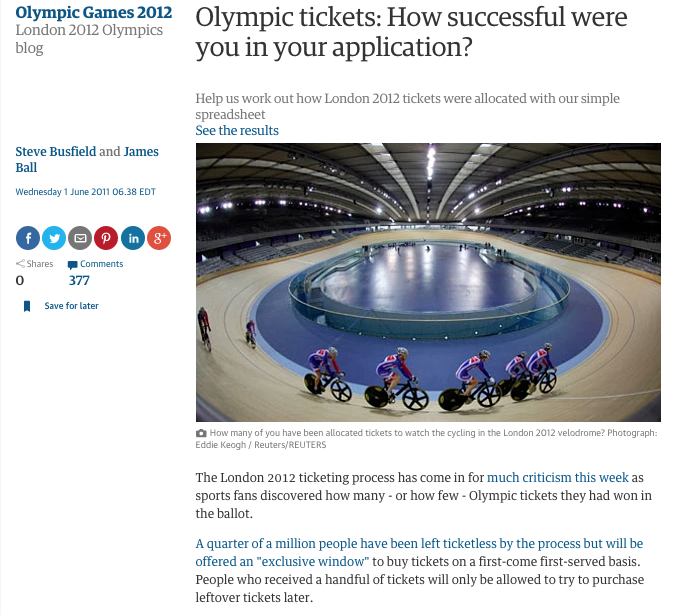 Olympic Games 2012
London 2012 Olympics
blog
Olympic tickets: How successful were
you in your application?
Help us work out how London 2012 tickets were allocated with our simple
spreadsheet
See the results
Steve Busfield and James
Ball
Wednesday 1 June 2011 06.38 EDT
f
in
g+
Shares
Comments
0
377
Save for later
How many of you have been allocated tickets to watch the cycling in the London 2012 velodrome? Photograph:
Eddie Keogh / Reuters/REUTERS
The London 2012 ticketing process has come in for much criticism this week as
sports fans discovered how many - or how few - Olympic tickets they had won in
the ballot.
A quarter of a million people have been left ticketless by the process but will be
offered an "exclusive window" to buy tickets on a first-come first-served basis.
People who received a handful of tickets will only be allowed to try to purchase
leftover tickets later.